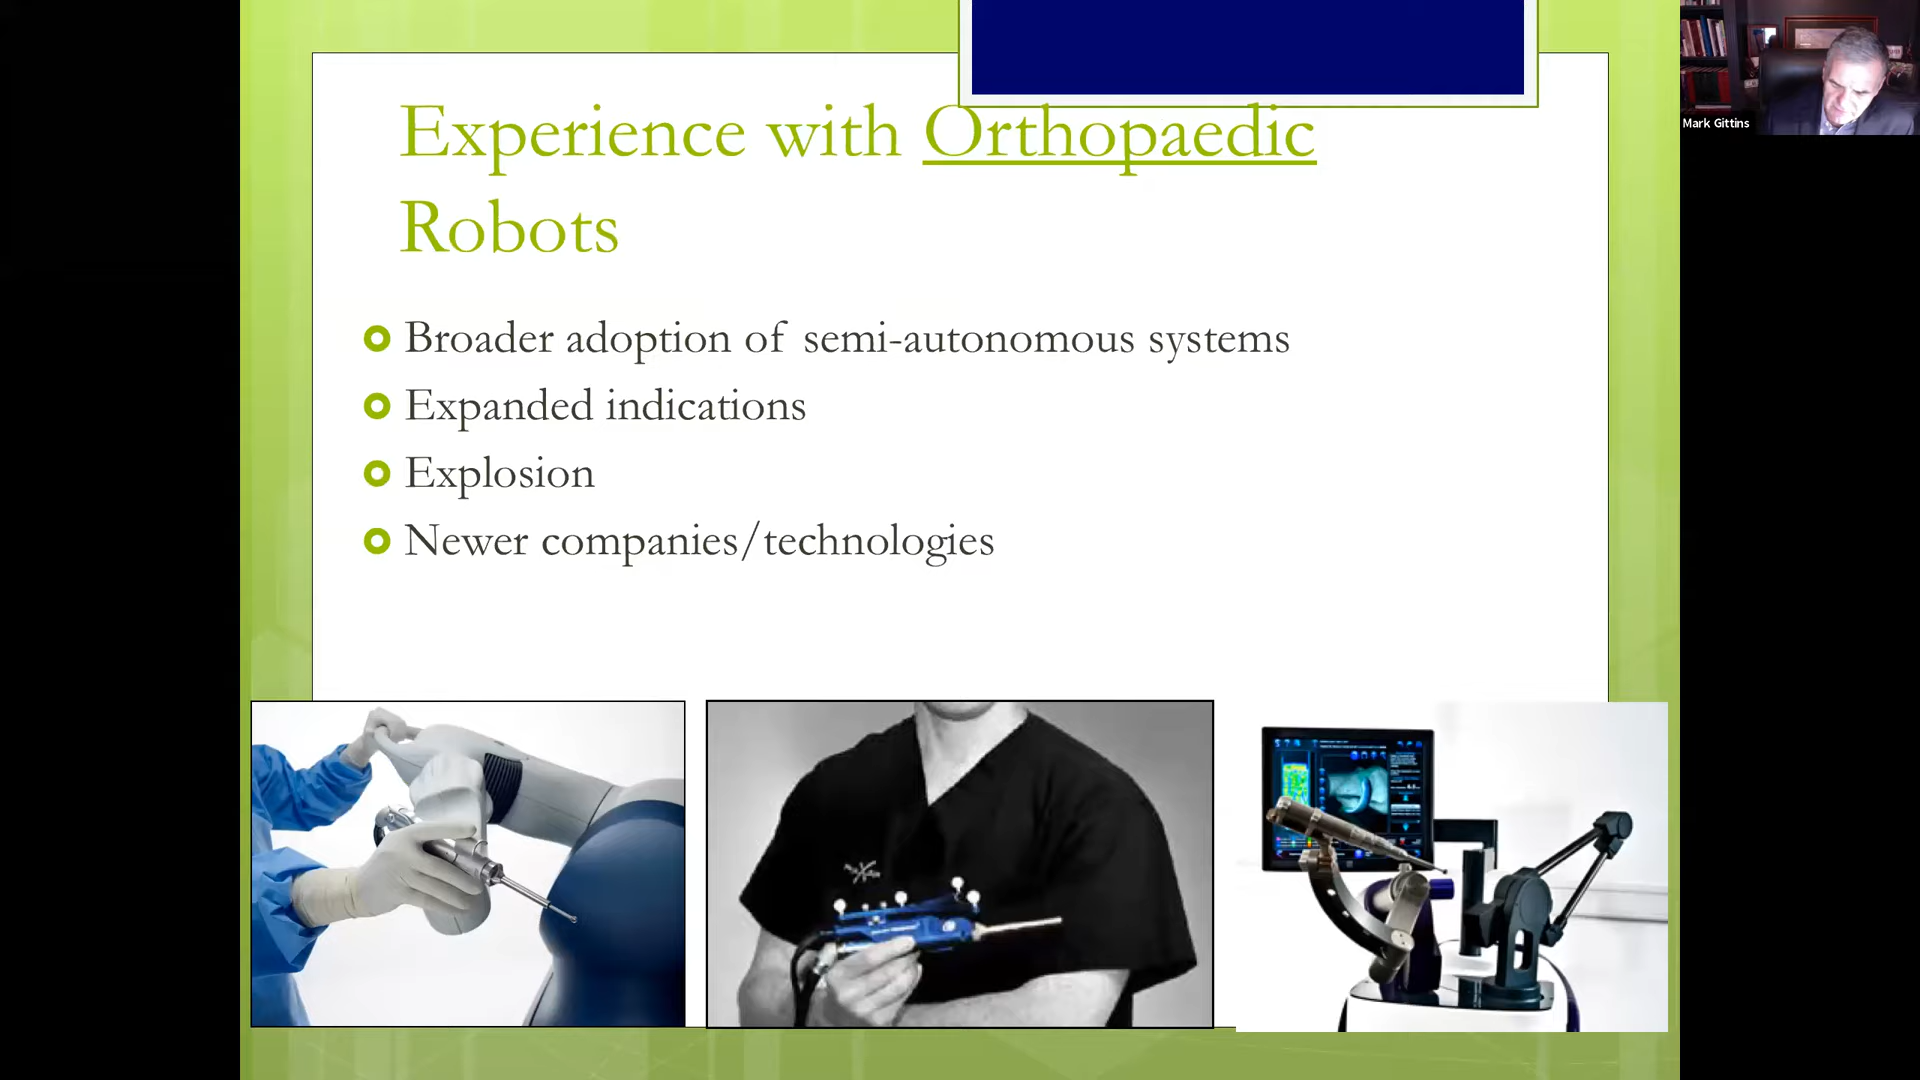 Experience with Orthopaedic
Robots
Broader adoption of semi-autonomous systems
Expanded indications
Explosion
Newer companies/technologies
Mark Gittins